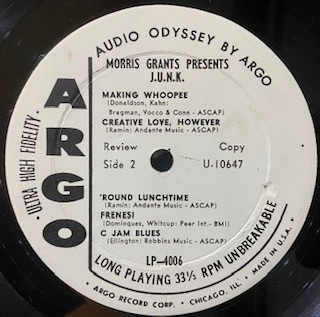 AUDIO ODYSSEY BY ARGO
MORRIS GRANTS PRESENTS
J.U.N.K.
MAKING WHOOPEE
(Donaldson, Kahn:
Bregman, Vocco & Conn - ASCAP)
CREATIVE LOVE, HOWEVER
(Ramin: Andante Music - ASCAP)
Review Copy
Side 2 U-10647
'ROUND LUNCHTIME
(Ramin: Andante Music - ASCAP)
FRENESI
(Dominques, Whitcup: Peer Int.- BMI)
C JAM BLUES
(Ellington: Robbins Music - ASCAP)
LP-4006
LONG PLAYING 33⅓ RPM UNBREAKABLE
ARGO
• ULTRA HIGH FIDELITY •
• ARGO RECORD CORP. • CHICAGO, ILL. • MADE IN U.S.A. •